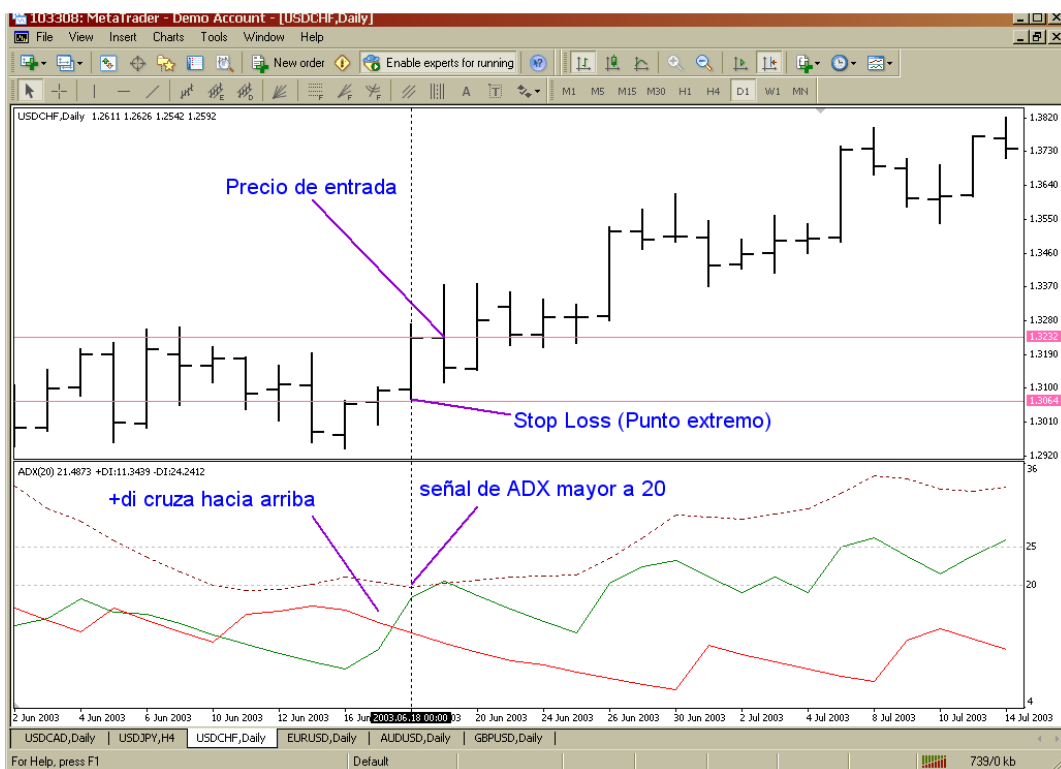 103308: MetaTrader - Demo Account - [USDCHF,Daily]
File View Insert Charts Tools Window Help
New order Enable experts for running
A T M1 M5 M15 M30 H1 H4 D1 W1 MN
USDCHF,Daily 1.2611 1.2626 1.2542 1.2592
1.3820
1.3730
Precio de entrada
1.3640
1.3550
1.3460
1.3370
1.3280
1.3232
1.3190
1.3100
1.3064
Stop Loss (Punto extremo)
1.3010
1.2920
ADX(20) 21.4873 +DI:11.3439 -DI:24.2412
36
+di cruza hacia arriba
señal de ADX mayor a 20
25
20
4
2 Jun 2003 4 Jun 2003 6 Jun 2003 10 Jun 2003 12 Jun 2003 16 Jun 2003.06.18 00:00 03 20 Jun 2003 24 Jun 2003 26 Jun 2003 30 Jun 2003 2 Jul 2003 4 Jul 2003 8 Jul 2003 10 Jul 2003 14 Jul 2003
USDCAD,Daily USDJPY,H4 USDCHF,Daily EURUSD,Daily AUDUSD,Daily GBPUSD,Daily
For Help, press F1 Default 739/0 kb